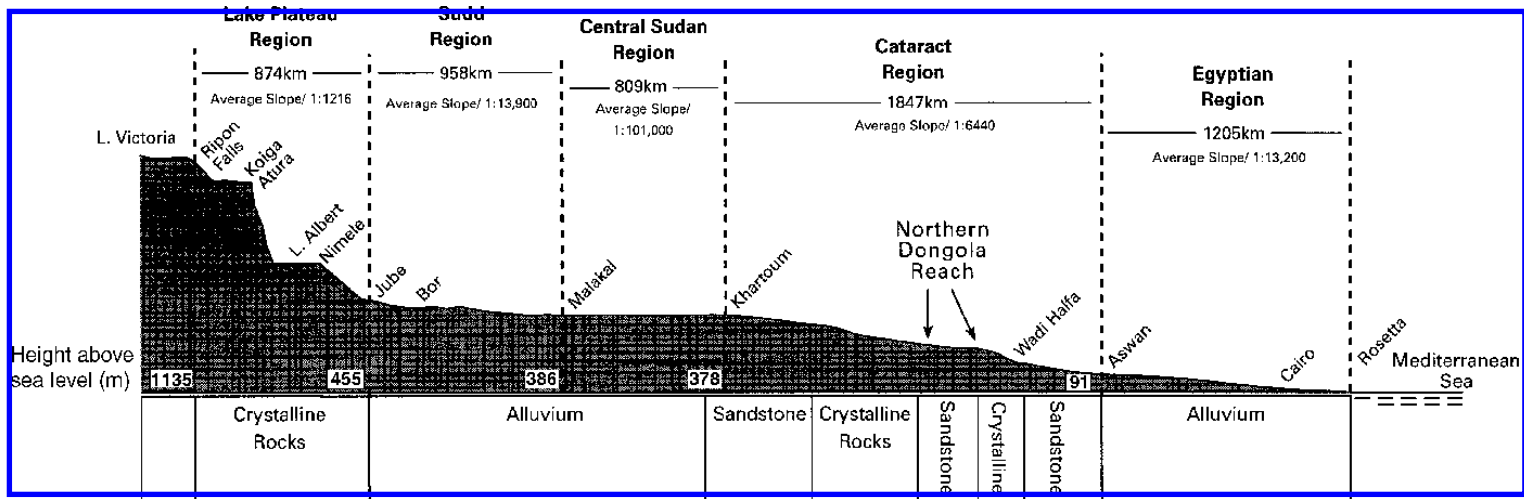 Lake Plateau
Region
874km
Average Slope/ 1:1216
Sudd
Region
958km
Average Slope/ 1:13,900
Central Sudan
Region
809km
Average Slope/
1:101,000
Cataract
Region
1847km
Average Slope/ 1:6440
Egyptian
Region
1205km
Average Slope/ 1:13,200
L. Victoria
Ripon
Falls
Koiga
Atura
L. Albert
Nimele
Jube
Bor
Malakal
Khartoum
Northern
Dongola
Reach
Wadi Halfa
Aswan
Cairo
Rosetta
Mediterranean
Sea
Height above
sea level (m)
1135
455
386
378
91
Crystalline
Rocks
Alluvium
Sandstone
Crystalline
Rocks
Sandstone
Crystalline
Sandstone
Alluvium